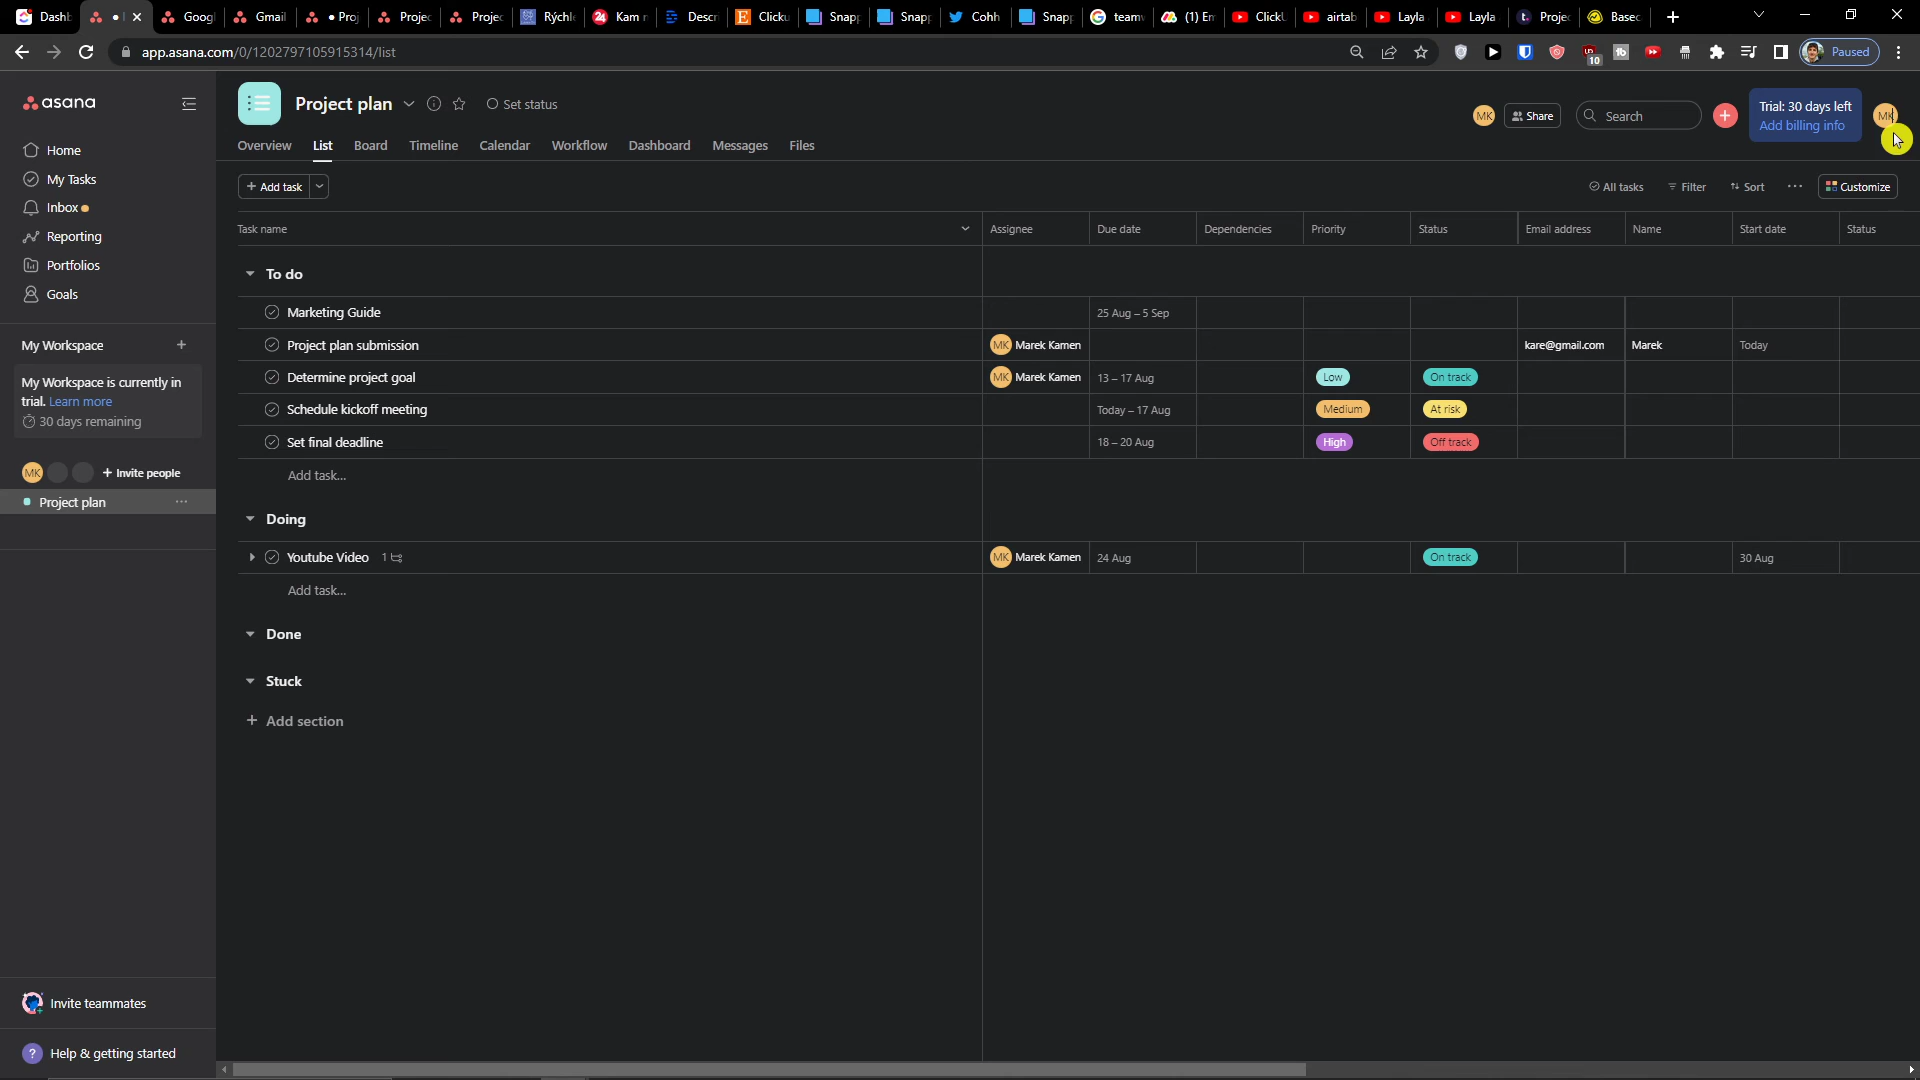 Dashb
Googl
Gmail
Proj
Projec
Projec
Rýchl
24 Kam n
Descri
Clicku
Snapp
Snapp
Cohh
Snapp
teamw
(1) En
ClickU
airtab
Layla
Layla
Projec
Basec
app.asana.com/0/1202797105915314/list
10
Paused
asana
Home
My Tasks
Inbox
Reporting
Portfolios
Goals
My Workspace +
My Workspace is currently in
trial. Learn more
30 days remaining
MK + Invite people
Project plan ...
Invite teammates
? Help & getting started
Project plan
Set status
MK
Share
Search
+
Trial: 30 days left
Add billing info
MK
Overview List Board Timeline Calendar Workflow Dashboard Messages Files
+ Add task
All tasks Filter Sort ... Customize
Task name Assignee Due date Dependencies Priority Status Email address Name Start date Status
To do
Marketing Guide 25 Aug – 5 Sep
Project plan submission MK Marek Kamen kare@gmail.com Marek Today
Determine project goal MK Marek Kamen 13 – 17 Aug Low On track
Schedule kickoff meeting Today – 17 Aug Medium At risk
Set final deadline 18 – 20 Aug High Off track
Add task...
Doing
Youtube Video 1 MK Marek Kamen 24 Aug On track 30 Aug
Add task...
Done
Stuck
+ Add section